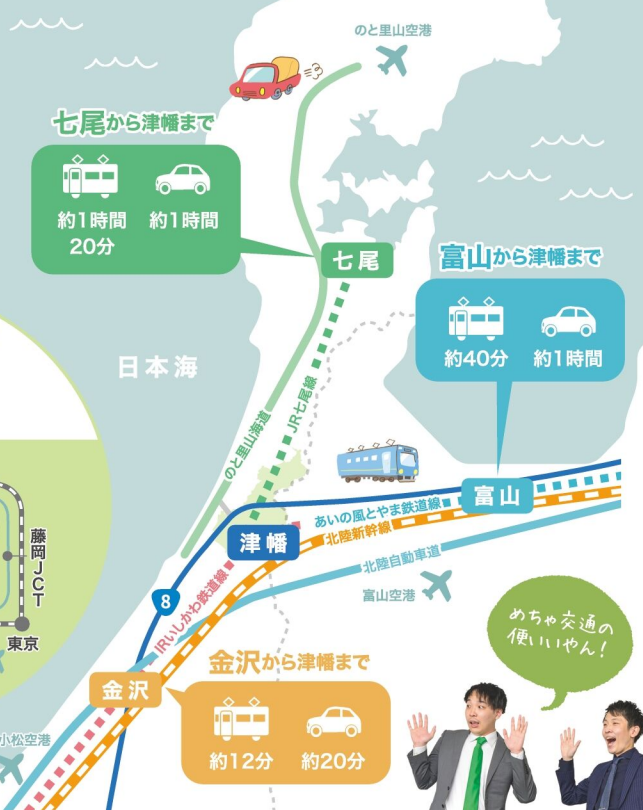 のと里山空港
七尾から津幡まで
約1時間
20分
約1時間
七尾
富山から津幡まで
約40分
約1時間
日本海
のと里山海道
JR七尾線
富山
あいの風とやま鉄道線
北陸新幹線
津幡
北陸自動車道
藤岡JCT
8
IRいしかわ鉄道線
富山空港
めちゃ交通の
便いいやん!
東京
金沢から津幡まで
金沢
約12分
約20分
小松空港